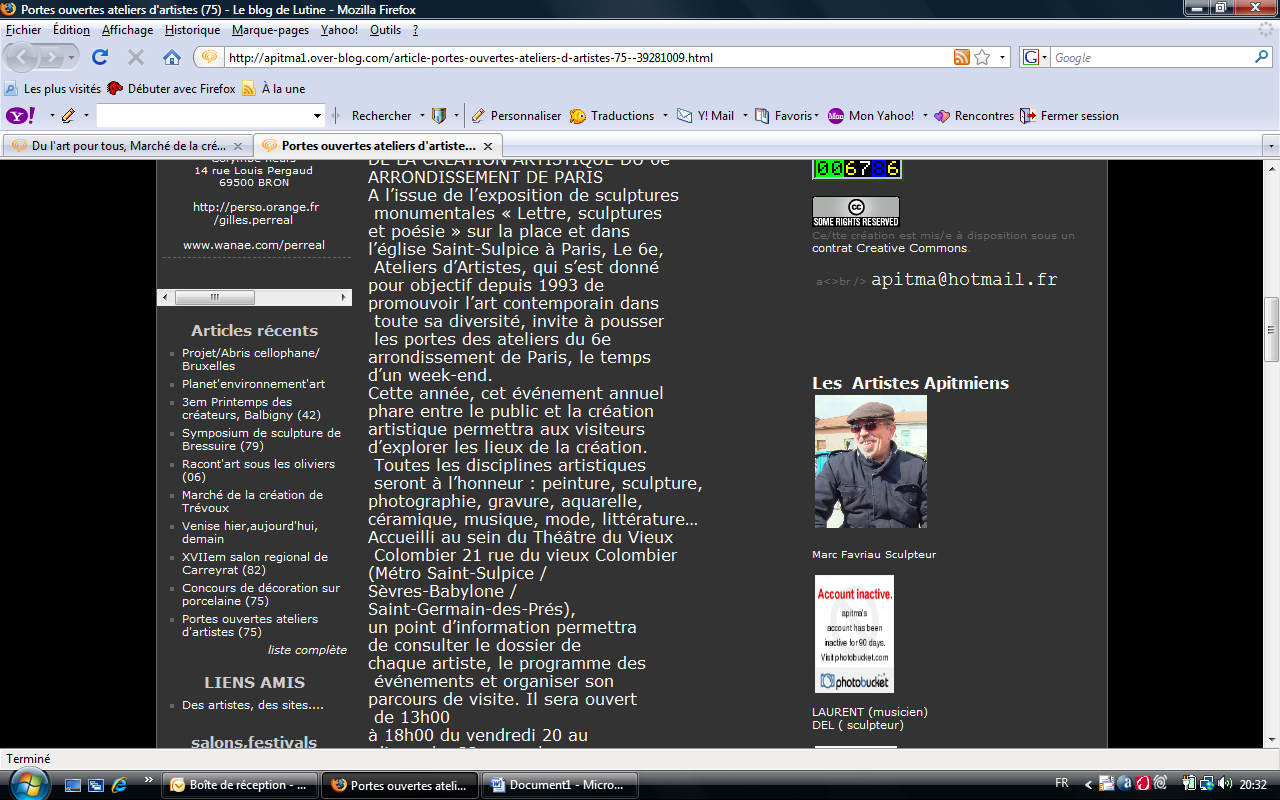 Portes ouvertes ateliers d'artistes (75) - Le blog de Lutine - Mozilla Firefox
Fichier Édition Affichage Historique Marque-pages Yahoo! Outils ?
http://apitma1.over-blog.com/article-portes-ouvertes-ateliers-d-artistes-75--39281009.html
G Google
Les plus visités Débuter avec Firefox À la une
Y! Rechercher Personnaliser Traductions Y! Mail Favoris Mon Yahoo! Rencontres Fermer session
Du l'art pour tous, Marché de la cré...
Portes ouvertes ateliers d'artiste...
14 rue Louis Pergaud
69500 BRON
http://perso.orange.fr
/gilles.perreal
www.wanae.com/perreal
Articles récents
Projet/Abris cellophane/
Bruxelles
Planet'environnement'art
3em Printemps des
créateurs, Balbigny (42)
Symposium de sculpture de
Bressuire (79)
Racont'art sous les oliviers
(06)
Marché de la création de
Trévoux
Venise hier,aujourd'hui,
demain
XVIIem salon regional de
Carreyrat (82)
Concours de décoration sur
porcelaine (75)
Portes ouvertes ateliers
d'artistes (75)
liste complète
LIENS AMIS
Des artistes, des sites....
salons,festivals
DE LA CREATION ARTISTIQUE DU 6e
ARRONDISSEMENT DE PARIS
A l’issue de l’exposition de sculptures
monumentales « Lettre, sculptures
et poésie » sur la place et dans
l’église Saint-Sulpice à Paris, Le 6e,
Ateliers d’Artistes, qui s’est donné
pour objectif depuis 1993 de
promouvoir l’art contemporain dans
toute sa diversité, invite à pousser
les portes des ateliers du 6e
arrondissement de Paris, le temps
d’un week-end.
Cette année, cet événement annuel
phare entre le public et la création
artistique permettra aux visiteurs
d’explorer les lieux de la création.
Toutes les disciplines artistiques
seront à l’honneur : peinture, sculpture,
photographie, gravure, aquarelle,
céramique, musique, mode, littérature…
Accueilli au sein du Théâtre du Vieux
Colombier 21 rue du vieux Colombier
(Métro Saint-Sulpice /
Sèvres-Babylone /
Saint-Germain-des-Prés),
un point d’information permettra
de consulter le dossier de
chaque artiste, le programme des
événements et organiser son
parcours de visite. Il sera ouvert
de 13h00
à 18h00 du vendredi 20 au
006786
cc
SOME RIGHTS RESERVED
Ce/tte création est mis/e à disposition sous un
contrat Creative Commons.
a<>br /> apitma@hotmail.fr
Les Artistes Apitmiens
Marc Favriau Sculpteur
Account inactive.
apitma's
account has been
inactive for 90 days.
Visit photobucket.com
photobucket
LAURENT (musicien)
DEL ( sculpteur)
Terminé
» Boîte de réception - ... Portes ouvertes ateli... Document1 - Micro... FR 20:32